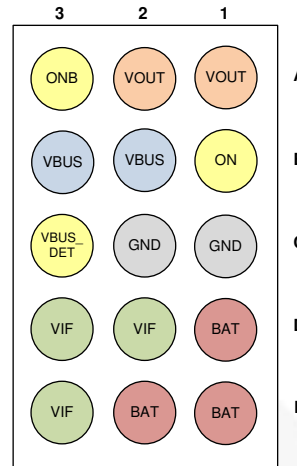 3 2 1
ONB VOUT VOUT A
VBUS VBUS ON
VBUS_
DET GND GND
VIF VIF BAT
VIF BAT BAT